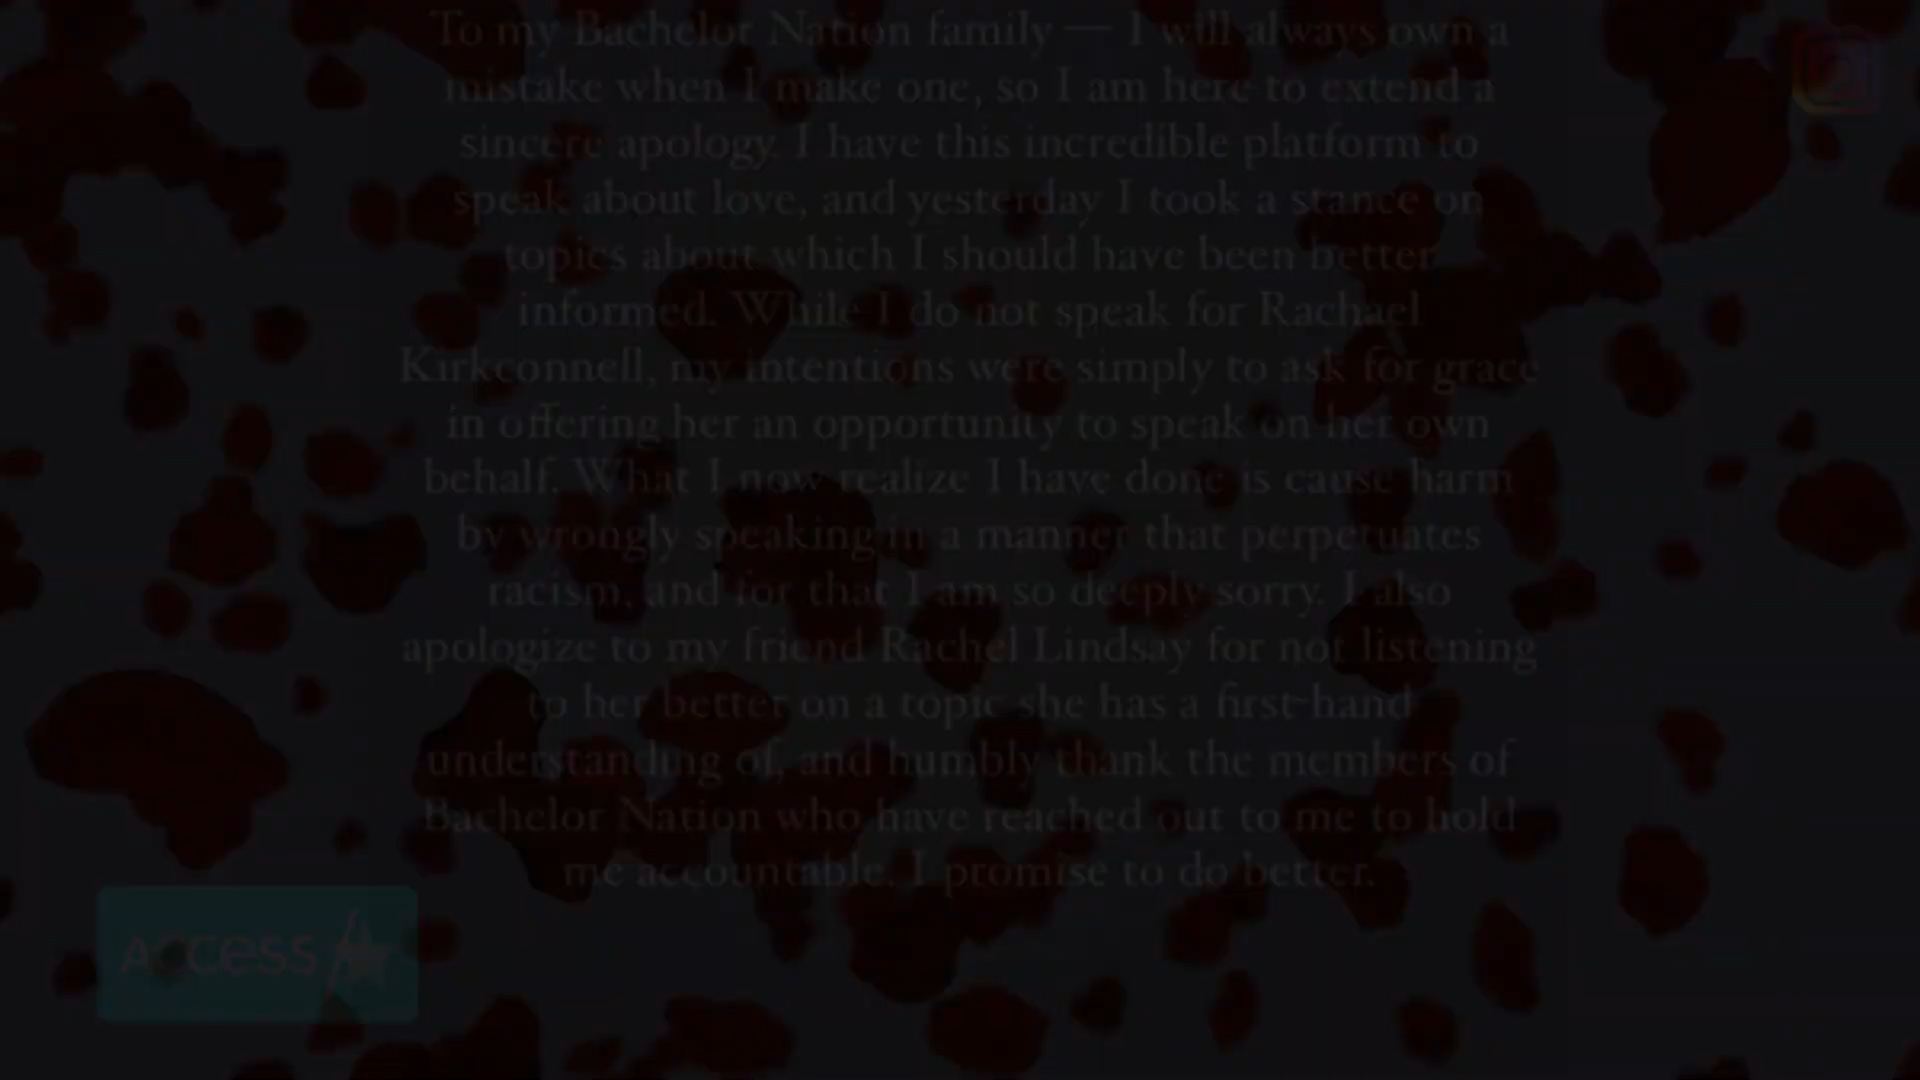 To my Bachelor Nation family — I will always own a
mistake when I make one, so I am here to extend a
sincere apology. I have this incredible platform to
speak about love, and yesterday I took a stance on
topics about which I should have been better
informed. While I do not speak for Rachael
Kirkconnell, my intentions were simply to ask for grace
in offering her an opportunity to speak on her own
behalf. What I now realize I have done is cause harm
by wrongly speaking in a manner that perpetuates
racism, and for that I am so deeply sorry. I also
apologize to my friend Rachel Lindsay for not listening
to her better on a topic she has a first-hand
understanding of, and humbly thank the members of
Bachelor Nation who have reached out to me to hold
me accountable. I promise to do better.
access